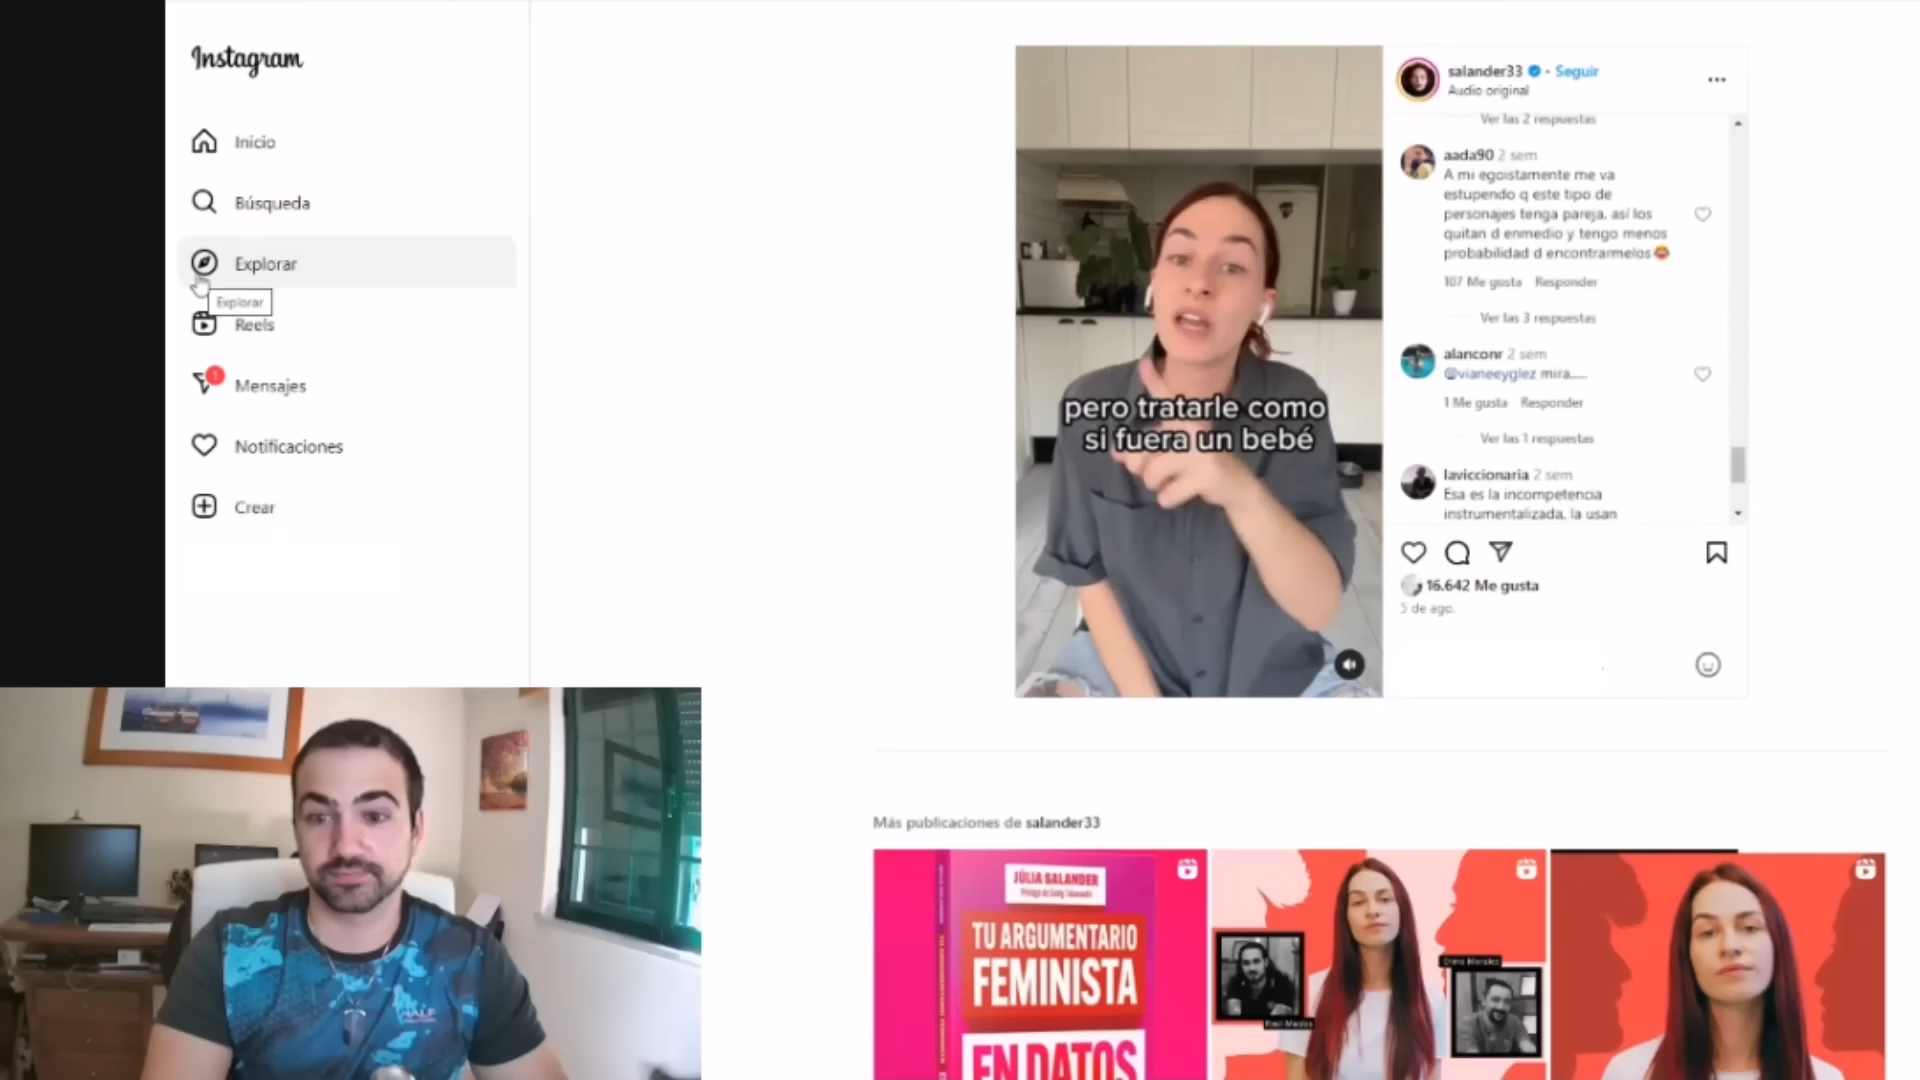 Instagram
Inicio
Búsqueda
Explorar
Explorar
Reels
1
Mensajes
Notificaciones
Crear
pero tratarle como
si fuera un bebé
salander33 • Seguir
Audio original
Ver las 2 respuestas
aada90 2 sem
A mi egoistamente me va
estupendo q este tipo de
personajes tenga pareja, así los
quitan d enmedio y tengo menos
probabilidad d encontrarmelos
107 Me gusta Responder
Ver las 3 respuestas
alanconr 2 sem
@vianeeyglez mira.....
1 Me gusta Responder
Ver las 1 respuestas
laviccionaria 2 sem
Esa es la incompetencia
instrumentalizada, la usan
16.642 Me gusta
5 de ago.
Más publicaciones de salander33
JÚLIA SALANDER
TU ARGUMENTARIO
FEMINISTA
EN DATOS
HALF